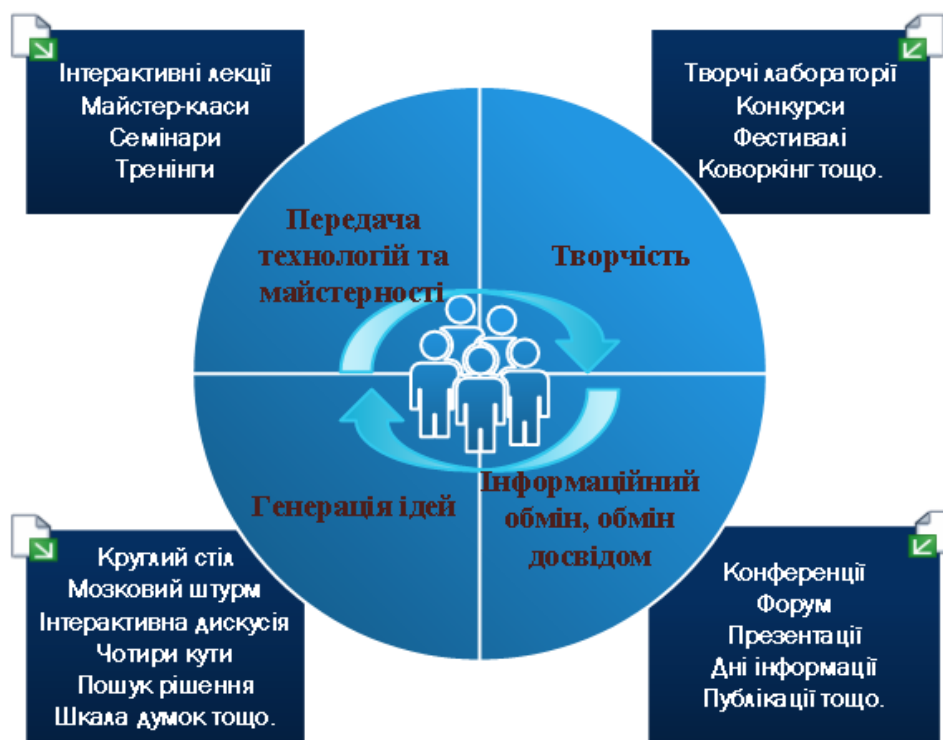 Інтерактивні лекції
Майстер-класи
Семінари
Тренінги
Творчі лабораторії
Конкурси
Фестивалі
Коворкінг тощо.
Передача
технологій та
майстерності
Творчість
Генерація ідей
Інформаційний
обмін, обмін
досвідом
Круглий стіл
Мозковий штурм
Інтерактивна дискусія
Чотири кути
Пошук рішення
Шкала думок тощо.
Конференції
Форум
Презентації
Дні інформації
Публікації тощо.